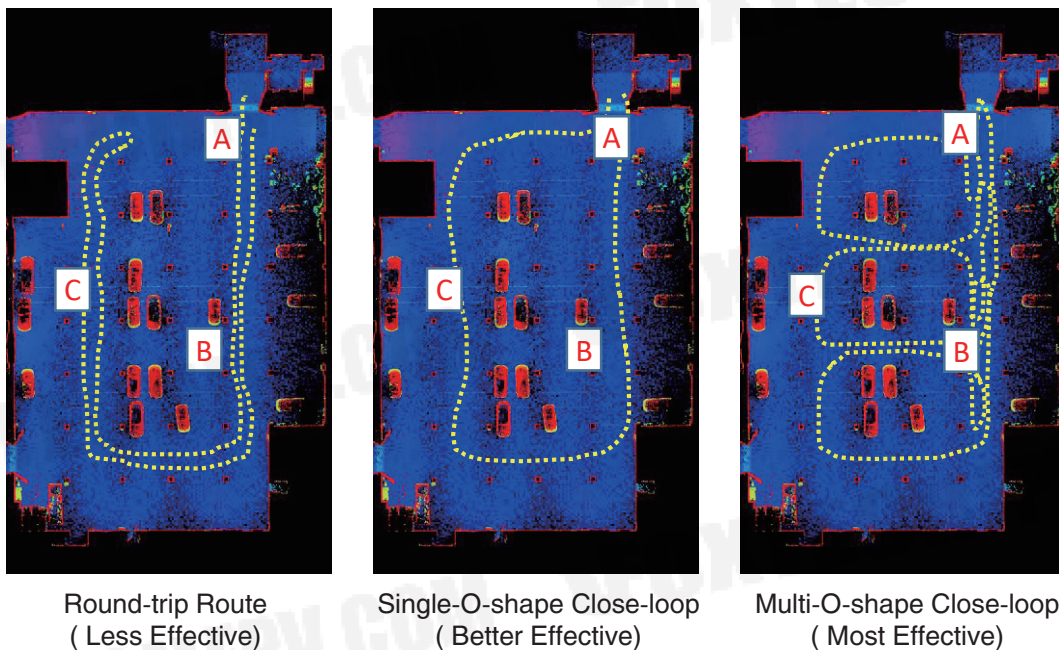 A
A
A
C
C
C
B
B
B
Round-trip Route
( Less Effective)
Single-O-shape Close-loop
( Better Effective)
Multi-O-shape Close-loop
( Most Effective)